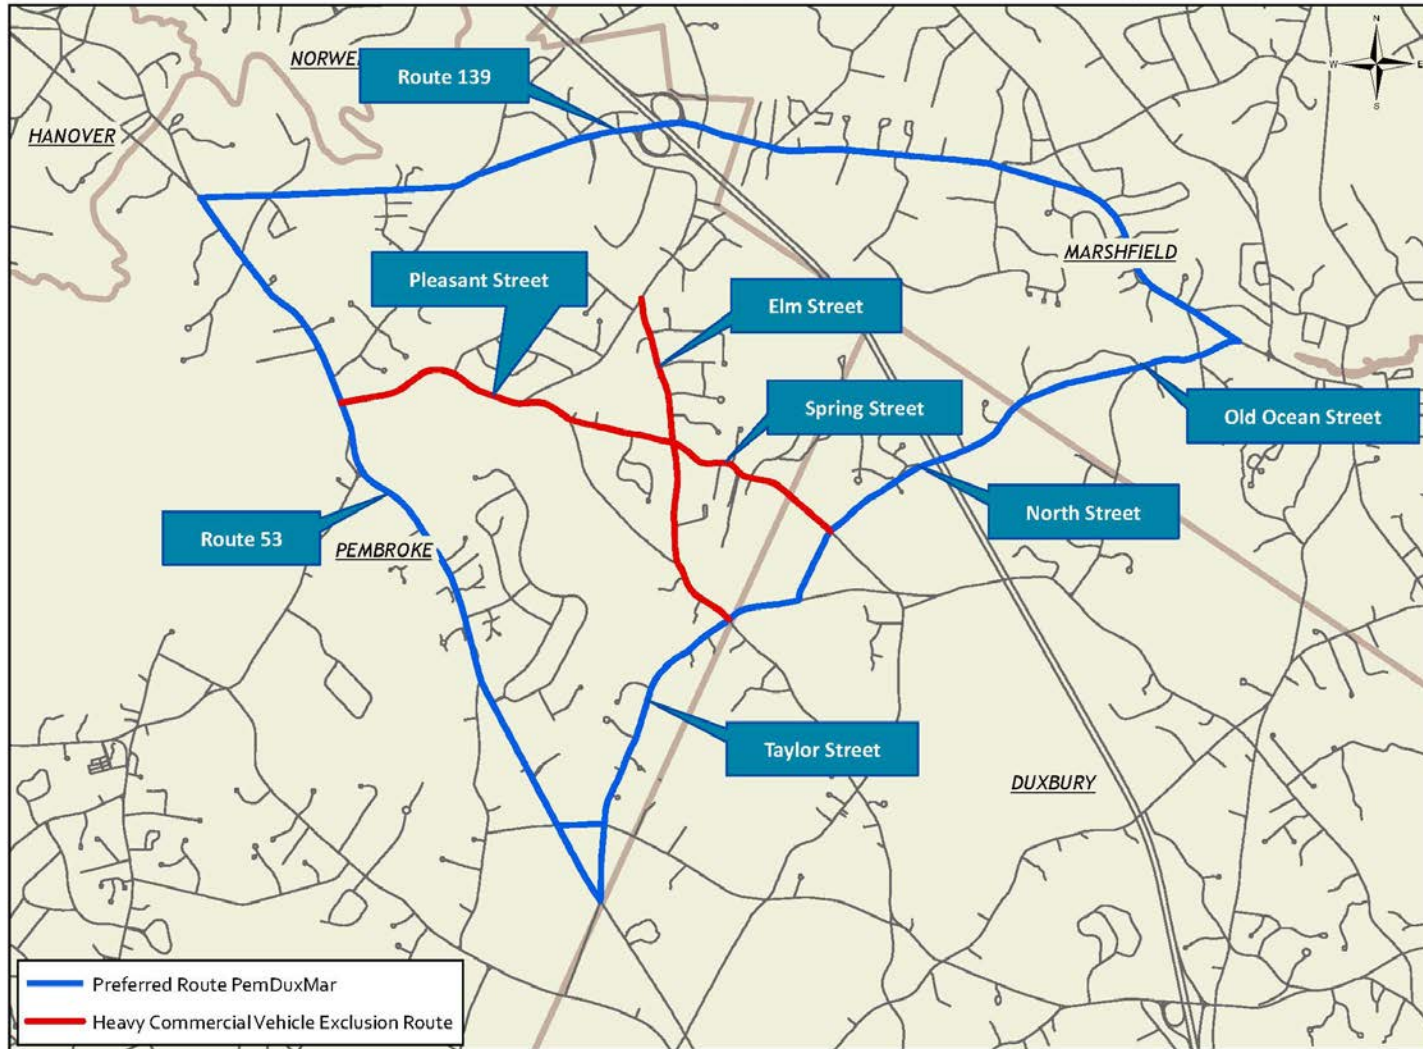 NORWE
Route 139
N
W
E
S
HANOVER
MARSHFIELD
Pleasant Street
Elm Street
Spring Street
Old Ocean Street
North Street
Route 53
PEMBROKE
Taylor Street
DUXBURY
Preferred Route PemDuxMar
Heavy Commercial Vehicle Exclusion Route